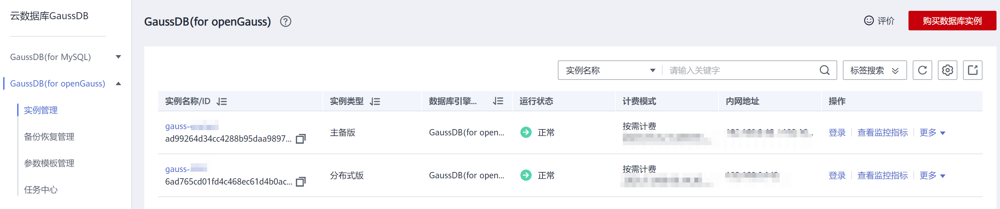 云数据库GaussDB
GaussDB(for MySQL)
GaussDB(for openGauss)
实例管理
备份恢复管理
参数模板管理
任务中心
GaussDB(for openGauss)
评价
购买数据库实例
实例名称 请输入关键字 标签搜索
实例名称/ID 实例类型 数据库引擎... 运行状态 计费模式 内网地址 操作
gauss-
ad99264d34cc4288b95daa9897...
主备版 GaussDB(for open... 正常 按需计费 登录 查看监控指标 更多
gauss-
6ad765cd01fd4c468ec61d4b0ac...
分布式版 GaussDB(for open... 正常 按需计费 登录 查看监控指标 更多